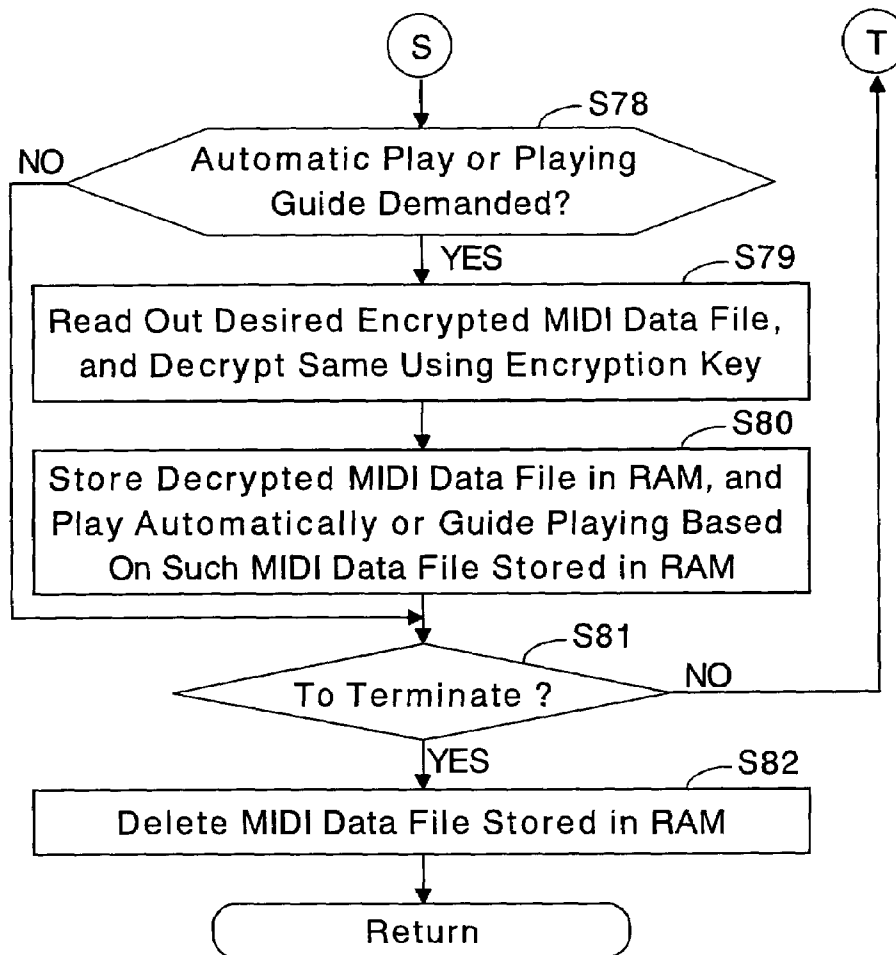 S
T
S78
NO
Automatic Play or Playing
Guide Demanded?
YES
S79
Read Out Desired Encrypted MIDI Data File,
and Decrypt Same Using Encryption Key
S80
Store Decrypted MIDI Data File in RAM, and
Play Automatically or Guide Playing Based
On Such MIDI Data File Stored in RAM
S81
To Terminate ?
NO
YES
S82
Delete MIDI Data File Stored in RAM
Return